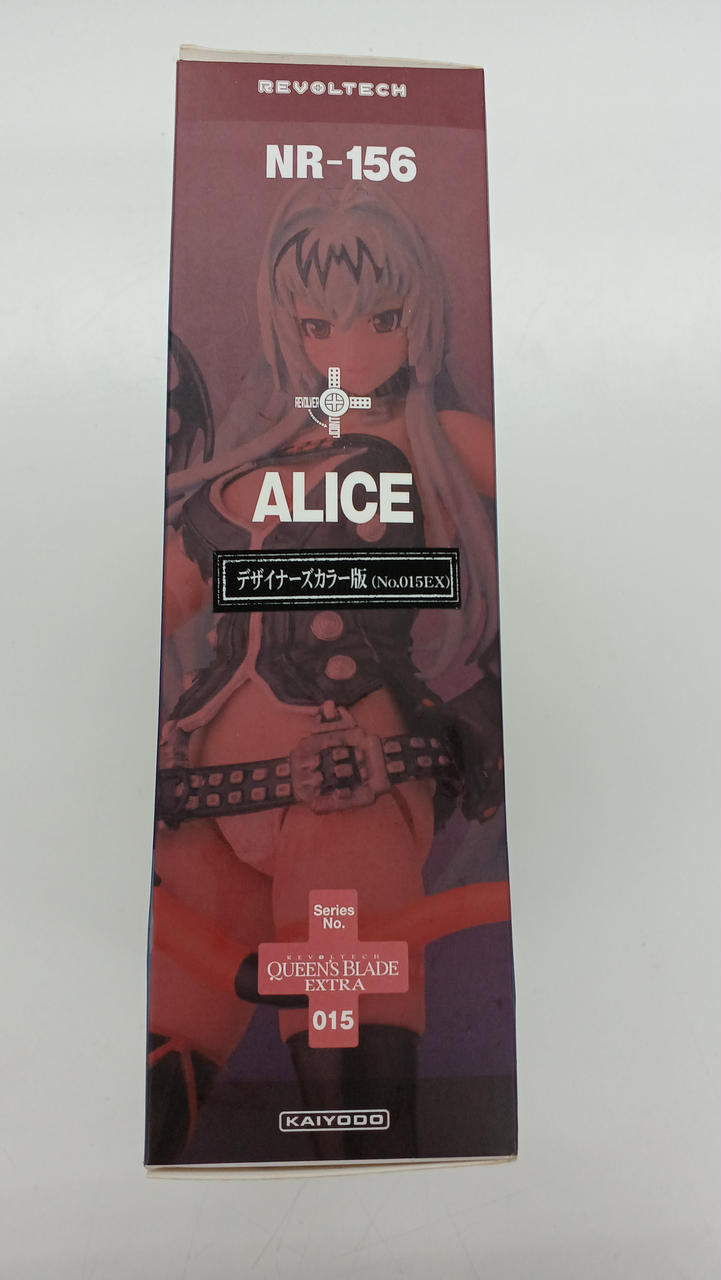 REVOLTECH
NR-156
REVOLVER
JOINT
ALICE
デザイナーズカラー版 (No.015EX)
Series
No.
REVOLTECH
QUEEN'S BLADE
EXTRA
015
KAIYODO